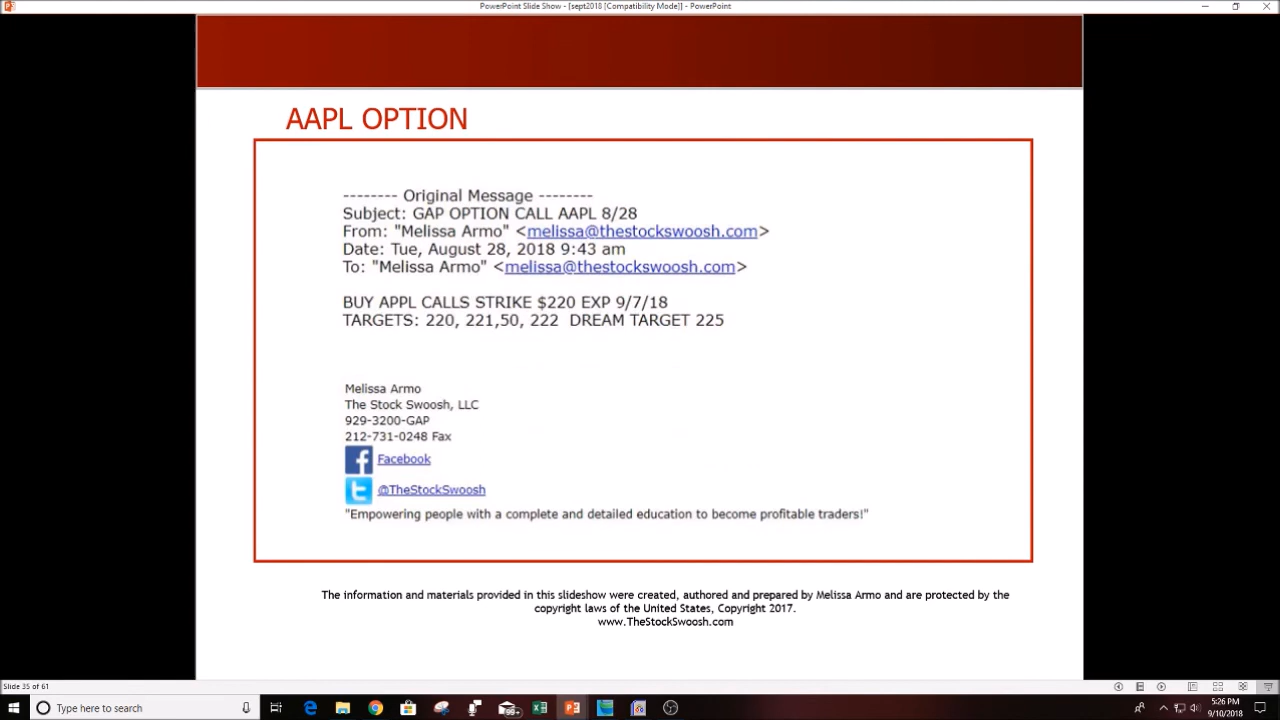 PowerPoint Slide Show - [sept2018 [Compatibility Mode]] - PowerPoint
AAPL OPTION
-------- Original Message --------
Subject: GAP OPTION CALL AAPL 8/28
From: "Melissa Armo" <melissa@thestockswoosh.com>
Date: Tue, August 28, 2018 9:43 am
To: "Melissa Armo" <melissa@thestockswoosh.com>
BUY APPL CALLS STRIKE $220 EXP 9/7/18
TARGETS: 220, 221,50, 222  DREAM TARGET 225
Melissa Armo
The Stock Swoosh, LLC
929-3200-GAP
212-731-0248 Fax
Facebook
@TheStockSwoosh
"Empowering people with a complete and detailed education to become profitable traders!"
The information and materials provided in this slideshow were created, authored and prepared by Melissa Armo and are protected by the
copyright laws of the United States, Copyright 2017.
www.TheStockSwoosh.com
Slide 35 of 61
Type here to search
99+
5:26 PM
9/10/2018